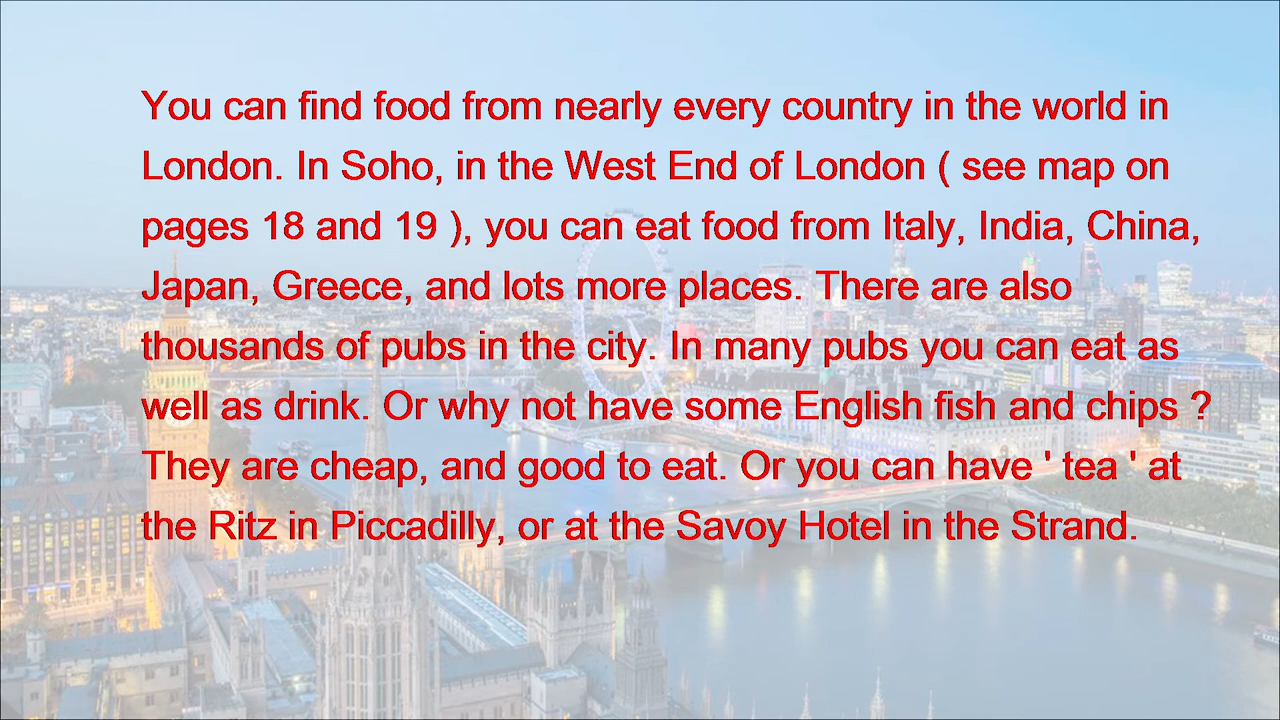 You can find food from nearly every country in the world in
London. In Soho, in the West End of London ( see map on
pages 18 and 19 ), you can eat food from Italy, India, China,
Japan, Greece, and lots more places. There are also
thousands of pubs in the city. In many pubs you can eat as
well as drink. Or why not have some English fish and chips ?
They are cheap, and good to eat. Or you can have ' tea ' at
the Ritz in Piccadilly, or at the Savoy Hotel in the Strand.